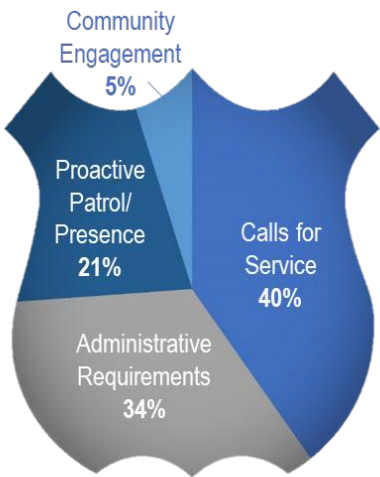 Community
Engagement
5%
Proactive
Patrol/
Presence
21%
Calls for
Service
40%
Administrative
Requirements
34%